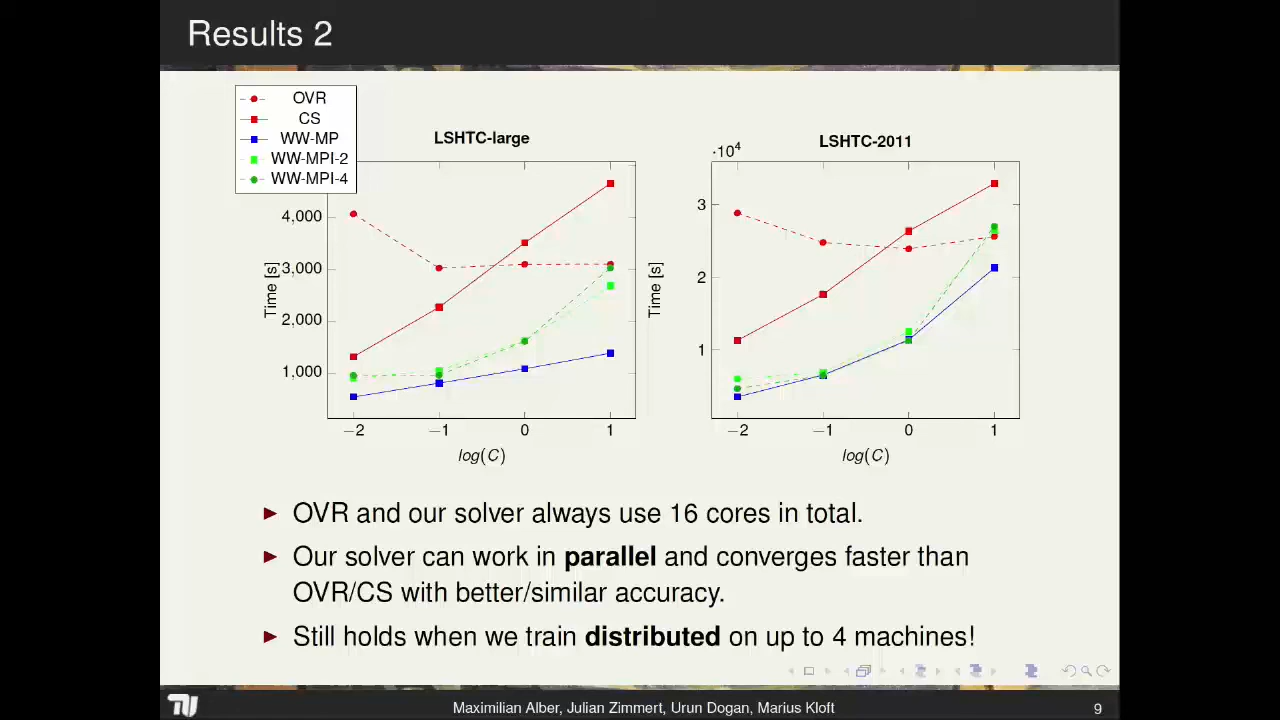 Results 2
OVR
CS
WW-MP
WW-MPI-2
WW-MPI-4
LSHTC-large
4,000
3,000
2,000
1,000
Time [s]
−2 −1 0 1
log(C)
LSHTC-2011
·10⁴
3
2
1
Time [s]
−2 −1 0 1
log(C)
► OVR and our solver always use 16 cores in total.
► Our solver can work in parallel and converges faster than
OVR/CS with better/similar accuracy.
► Still holds when we train distributed on up to 4 machines!
Maximilian Alber, Julian Zimmert, Urun Dogan, Marius Kloft
9